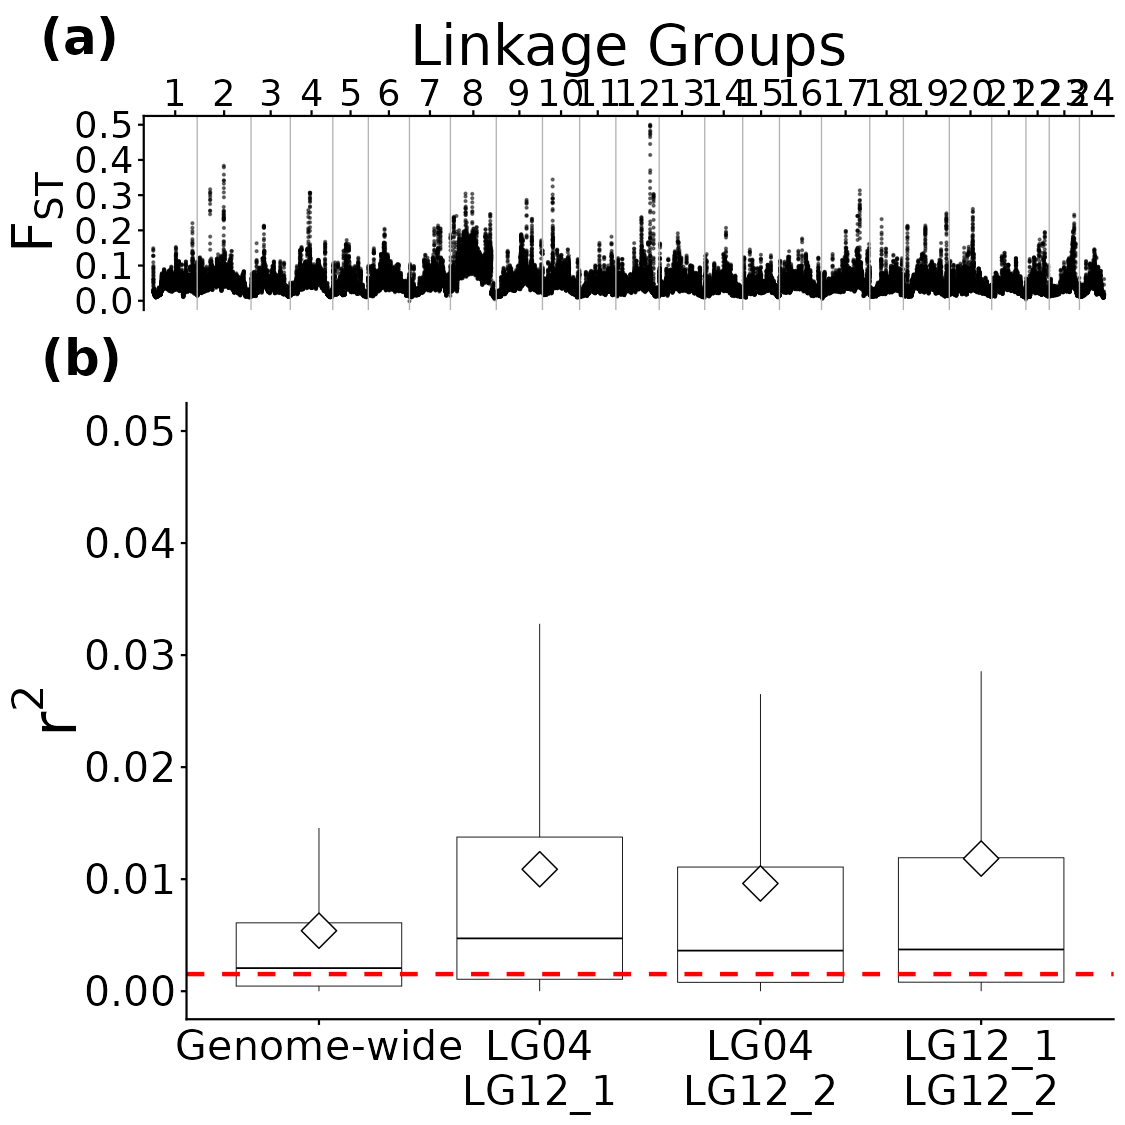 (a)
Linkage Groups
1 2 3 4 5 6 7 8 9 10 11 12 13 14 15 16 17 18 19 20 21 22 23 24
0.5
0.4
0.3
0.2
0.1
0.0
FST
(b)
0.05
0.04
0.03
0.02
0.01
0.00
r2
Genome-wide LG04 LG04 LG12_1
LG12_1 LG12_2 LG12_2